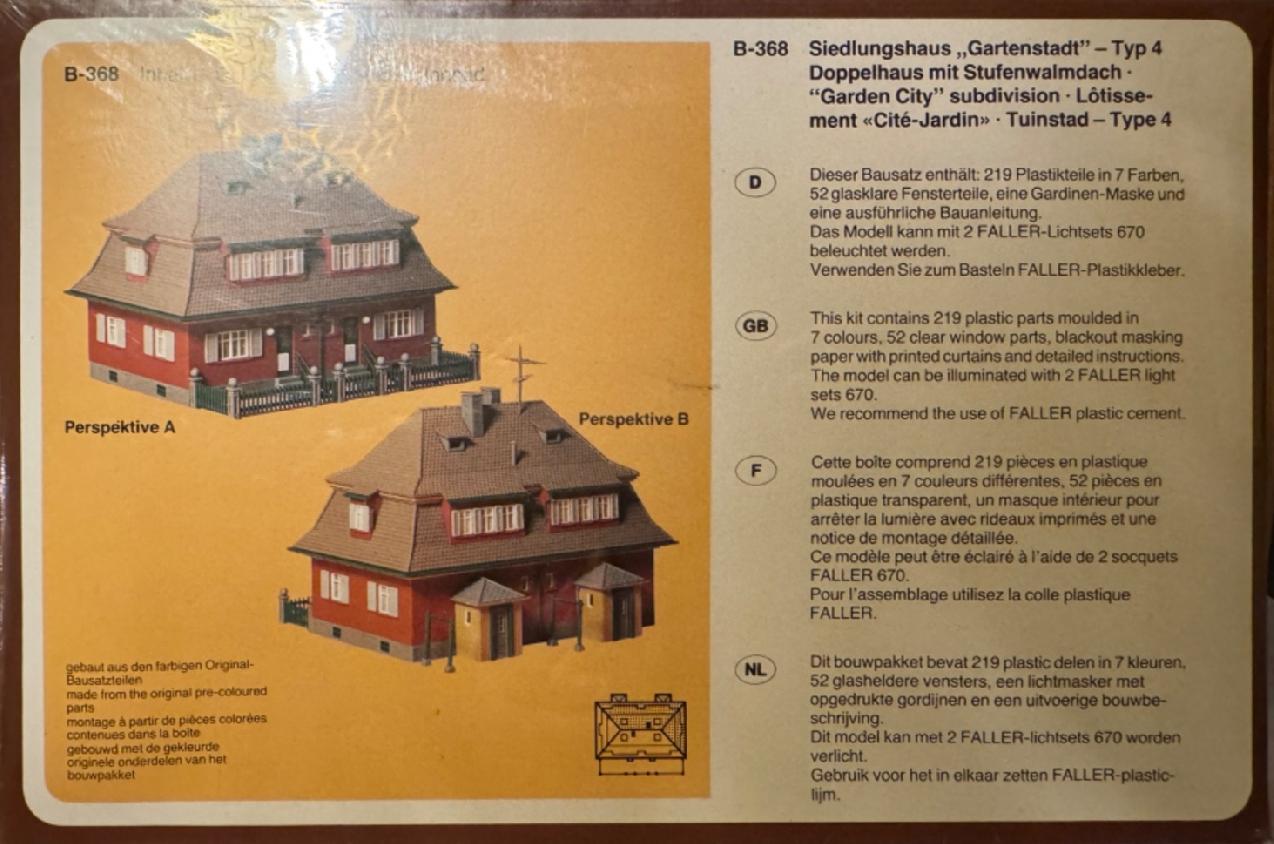 B-368
Perspektive A
Perspektive B
gebaut aus den farbigen Original-
Bausatzteilen
made from the original pre-coloured
parts
montage à partir de pièces colorées
contenues dans la boîte
gebouwd met de gekleurde
originele onderdelen van het
bouwpakket
B-368 Siedlungshaus „Gartenstadt” – Typ 4
Doppelhaus mit Stufenwalmdach ·
“Garden City” subdivision · Lôtisse-
ment «Cité-Jardin» · Tuinstad – Type 4
D
Dieser Bausatz enthält: 219 Plastikteile in 7 Farben,
52 glasklare Fensterteile, eine Gardinen-Maske und
eine ausführliche Bauanleitung.
Das Modell kann mit 2 FALLER-Lichtsets 670
beleuchtet werden.
Verwenden Sie zum Basteln FALLER-Plastikkleber.
GB
This kit contains 219 plastic parts moulded in
7 colours, 52 clear window parts, blackout masking
paper with printed curtains and detailed instructions.
The model can be illuminated with 2 FALLER light
sets 670.
We recommend the use of FALLER plastic cement.
F
Cette boîte comprend 219 pièces en plastique
moulées en 7 couleurs différentes, 52 pièces en
plastique transparent, un masque intérieur pour
arrêter la lumière avec rideaux imprimés et une
notice de montage détaillée.
Ce modèle peut être éclairé à l'aide de 2 socquets
FALLER 670.
Pour l'assemblage utilisez la colle plastique
FALLER.
NL
Dit bouwpakket bevat 219 plastic delen in 7 kleuren,
52 glasheldere vensters, een lichtmasker met
opgedrukte gordijnen en een uitvoerige bouwbe-
schrijving.
Dit model kan met 2 FALLER-lichtsets 670 worden
verlicht.
Gebruik voor het in elkaar zetten FALLER-plastic-
lijm.